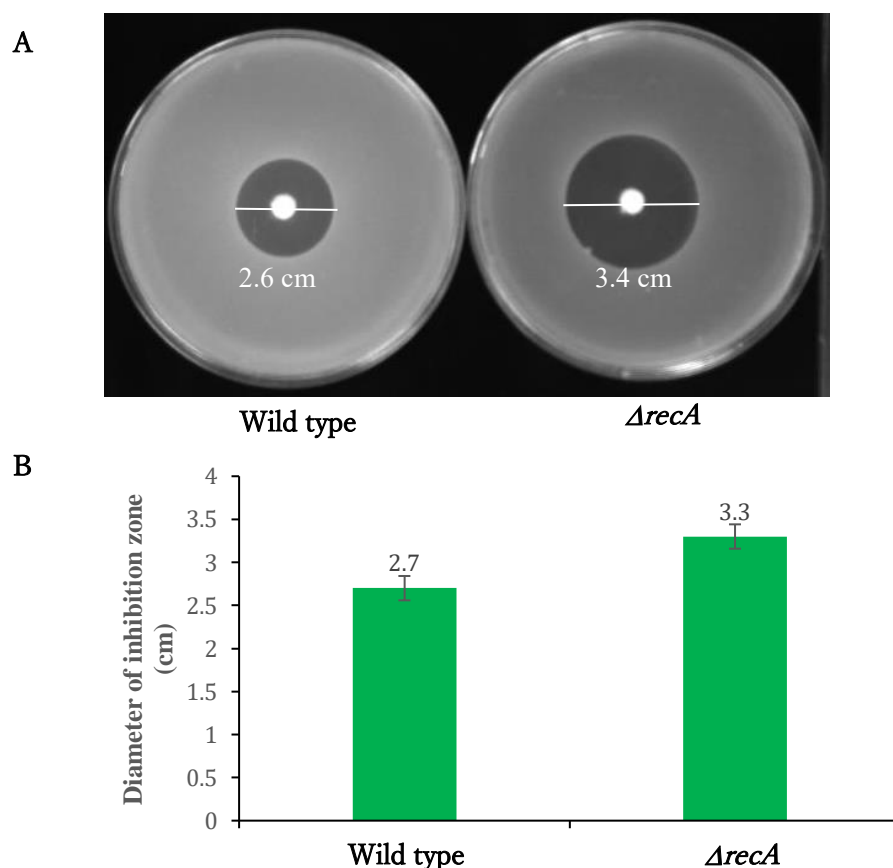 A
2.6 cm
3.4 cm
Wild type
ΔrecA
B
Diameter of inhibition zone
(cm)
4
3.5
3
2.5
2
1.5
1
0.5
0
2.7
3.3
Wild type
ΔrecA